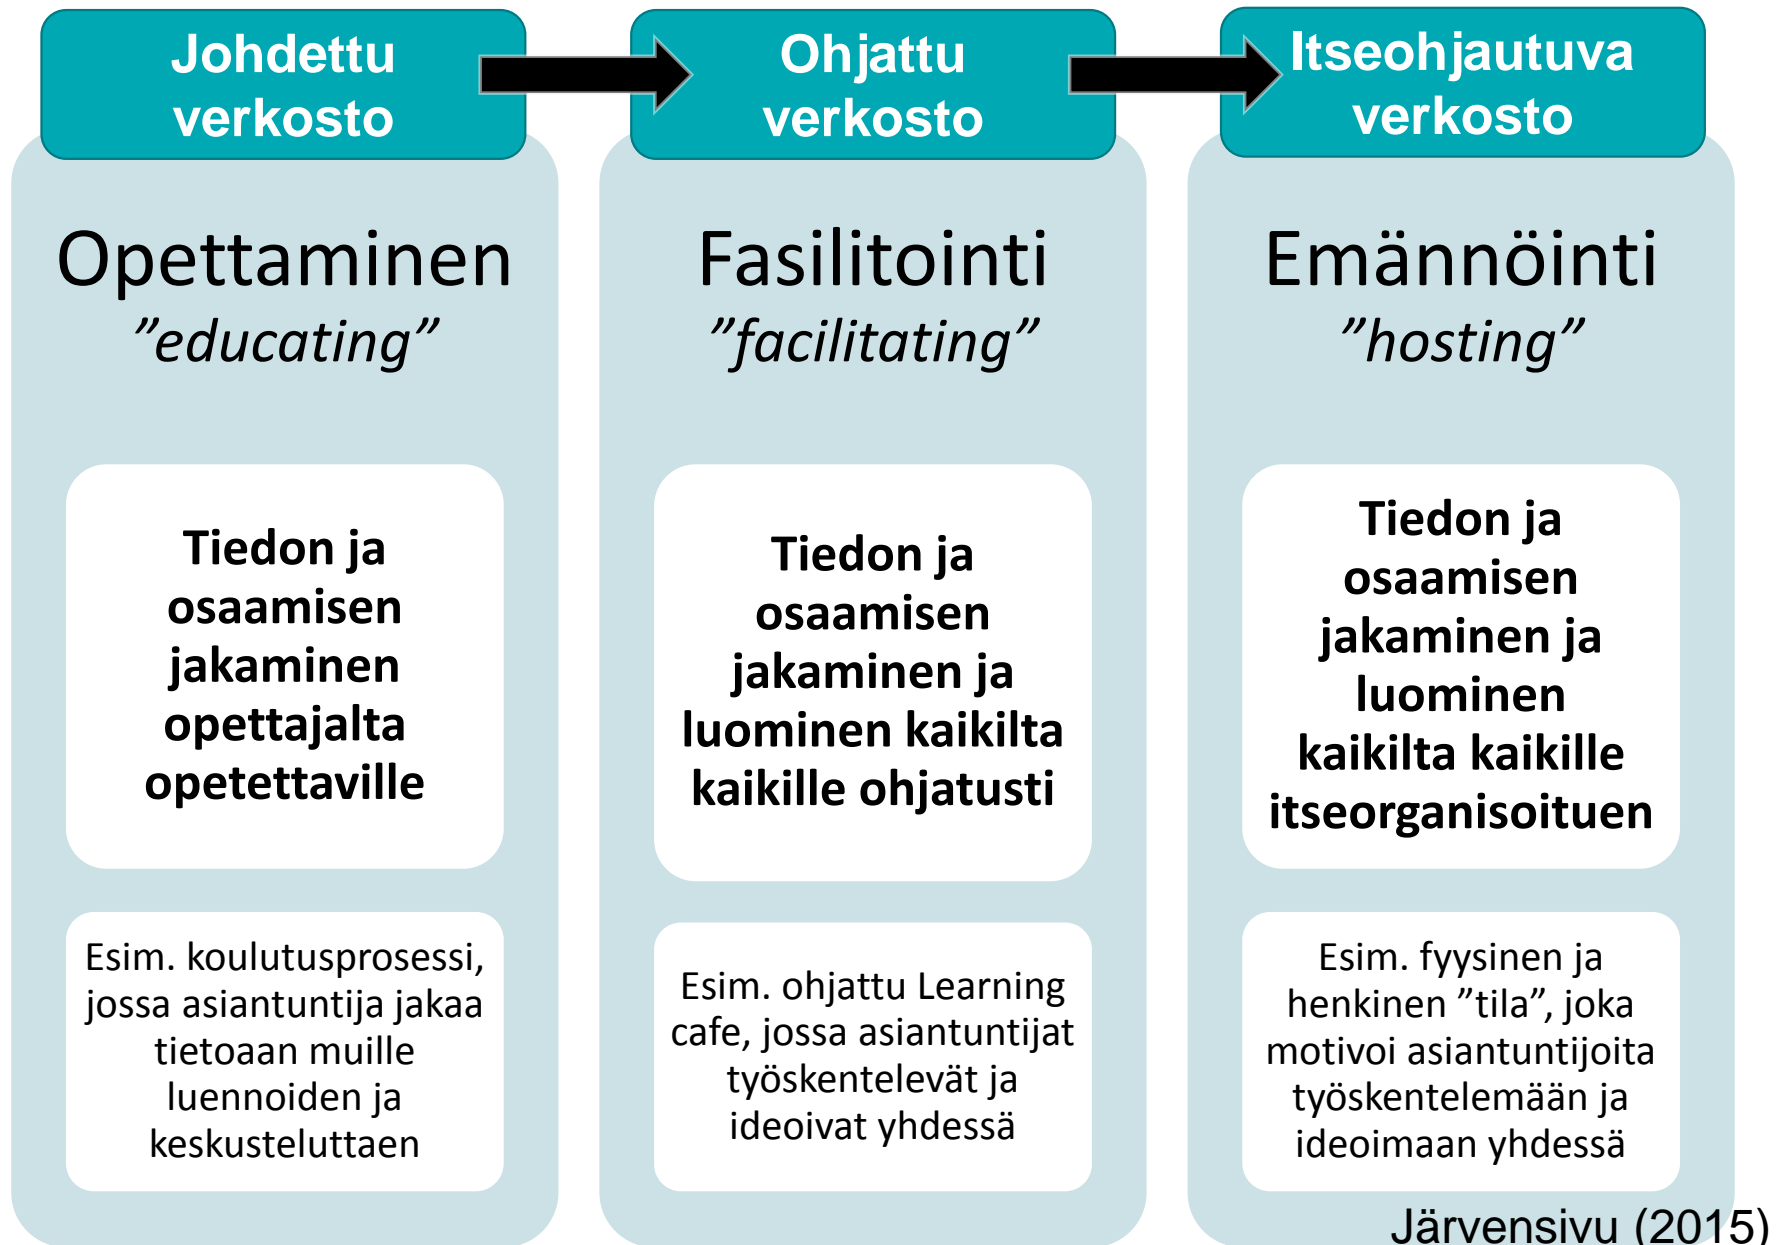 Johdettu
verkosto
Ohjattu
verkosto
Itseohjautuva
verkosto
Opettaminen
”educating”
Tiedon ja
osaamisen
jakaminen
opettajalta
opetettaville
Esim. koulutusprosessi,
jossa asiantuntija jakaa
tietoaan muille
luennoiden ja
keskusteluttaen
Fasilitointi
”facilitating”
Tiedon ja
osaamisen
jakaminen ja
luominen kaikilta
kaikille ohjatusti
Esim. ohjattu Learning
cafe, jossa asiantuntijat
työskentelevät ja
ideoivat yhdessä
Emännöinti
”hosting”
Tiedon ja
osaamisen
jakaminen ja
luominen
kaikilta kaikille
itseorganisoituen
Esim. fyysinen ja
henkinen ”tila”, joka
motivoi asiantuntijoita
työskentelemään ja
ideoimaan yhdessä
Järvensivu (2015)